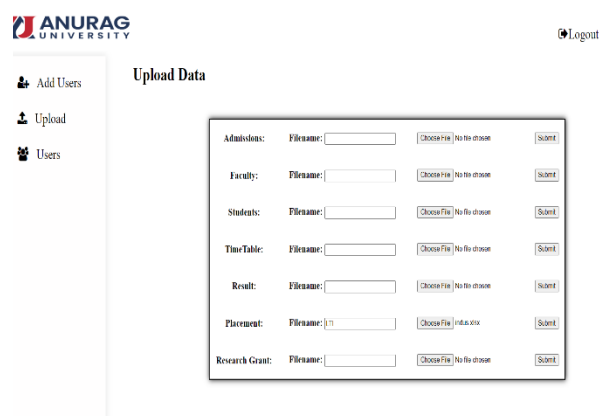 ANURAG
UNIVERSITY
Logout
Add Users
Upload
Users
Upload Data
Admissions: Filename: Choose File No file chosen Submit
Faculty: Filename: Choose File No file chosen Submit
Students: Filename: Choose File No file chosen Submit
TimeTable: Filename: Choose File No file chosen Submit
Result: Filename: Choose File No file chosen Submit
Placement: Filename: LTI Choose File indus.xlsx Submit
Research Grant: Filename: Choose File No file chosen Submit